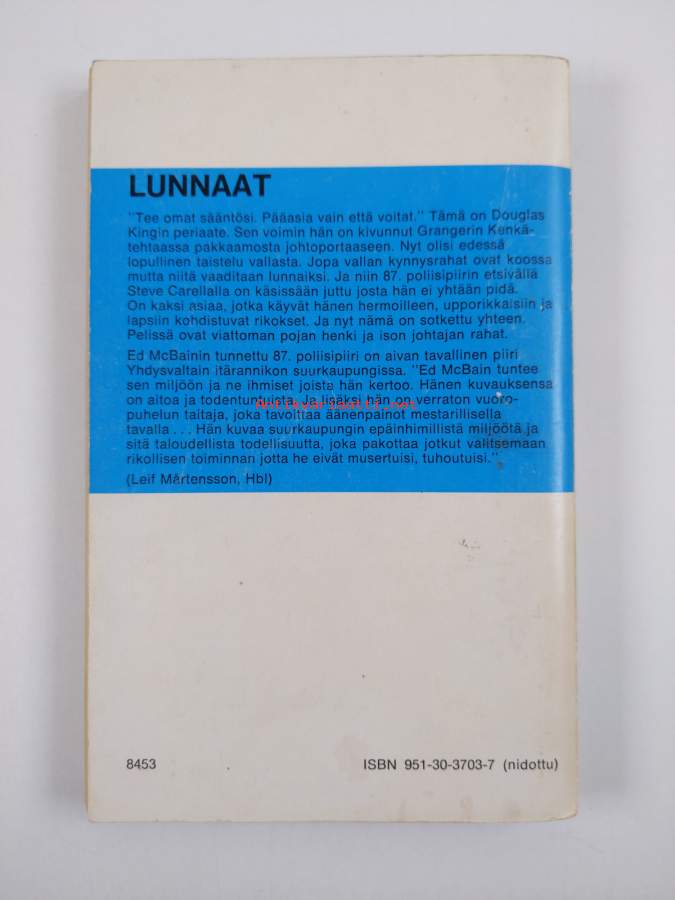 LUNNAAT
"Tee omat sääntösi. Pääasia vain että voitat." Tämä on Douglas
Kingin periaate. Sen voimin hän on kivunnut Grangerin Kenkä-
tehtaassa pakkaamosta johtoportaaseen. Nyt olisi edessä
lopullinen taistelu vallasta. Jopa vallan kynnysrahat ovat koossa
mutta niitä vaaditaan lunnaiksi. Ja niin 87. poliisipiirin etsivällä
Steve Carellalla on käsissään juttu josta hän ei yhtään pidä.
On kaksi asiaa, jotka käyvät hänen hermoilleen, upporikkaisiin ja
lapsiin kohdistuvat rikokset. Ja nyt nämä on sotkettu yhteen.
Pelissä ovat viattoman pojan henki ja ison johtajan rahat.
Ed McBainin tunnettu 87. poliisipiiri on aivan tavallinen piiri
Yhdysvaltain itärannikon suurkaupungissa. "Ed McBain tuntee
sen miljöön ja ne ihmiset joista hän kertoo. Hänen kuvauksensa
on aitoa ja todentuntuista. Ja lisäksi hän on verraton vuoro-
Antikvariaatti.net
puhelun taitaja, joka tavoittaa äänenpainot mestarillisella
tavalla . . . Hän kuvaa suurkaupungin epäinhimillistä miljöötä ja
sitä taloudellista todellisuutta, joka pakottaa jotkut valitsemaan
rikollisen toiminnan jotta he eivät musertuisi, tuhoutuisi."
(Leif Mårtensson, Hbl)
8453
ISBN 951-30-3703-7 (nidottu)